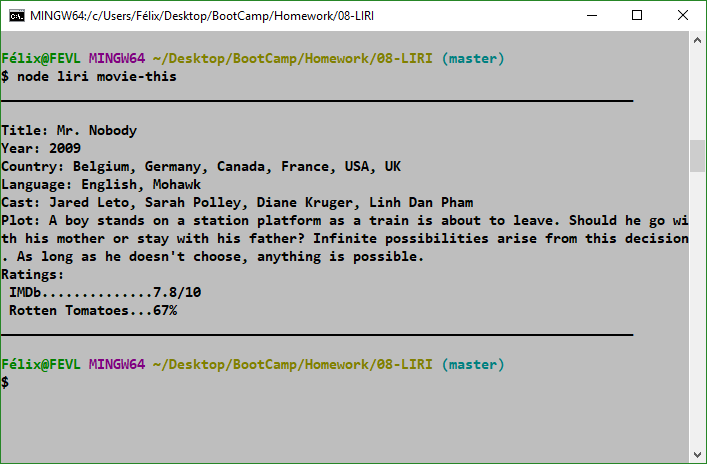 MINGW64:/c/Users/Félix/Desktop/BootCamp/Homework/08-LIRI
Félix@FEVL MINGW64 ~/Desktop/BootCamp/Homework/08-LIRI (master)
$ node liri movie-this
Title: Mr. Nobody
Year: 2009
Country: Belgium, Germany, Canada, France, USA, UK
Language: English, Mohawk
Cast: Jared Leto, Sarah Polley, Diane Kruger, Linh Dan Pham
Plot: A boy stands on a station platform as a train is about to leave. Should he go wi
th his mother or stay with his father? Infinite possibilities arise from this decision
. As long as he doesn't choose, anything is possible.
Ratings:
 IMDb..............7.8/10
 Rotten Tomatoes...67%
Félix@FEVL MINGW64 ~/Desktop/BootCamp/Homework/08-LIRI (master)
$